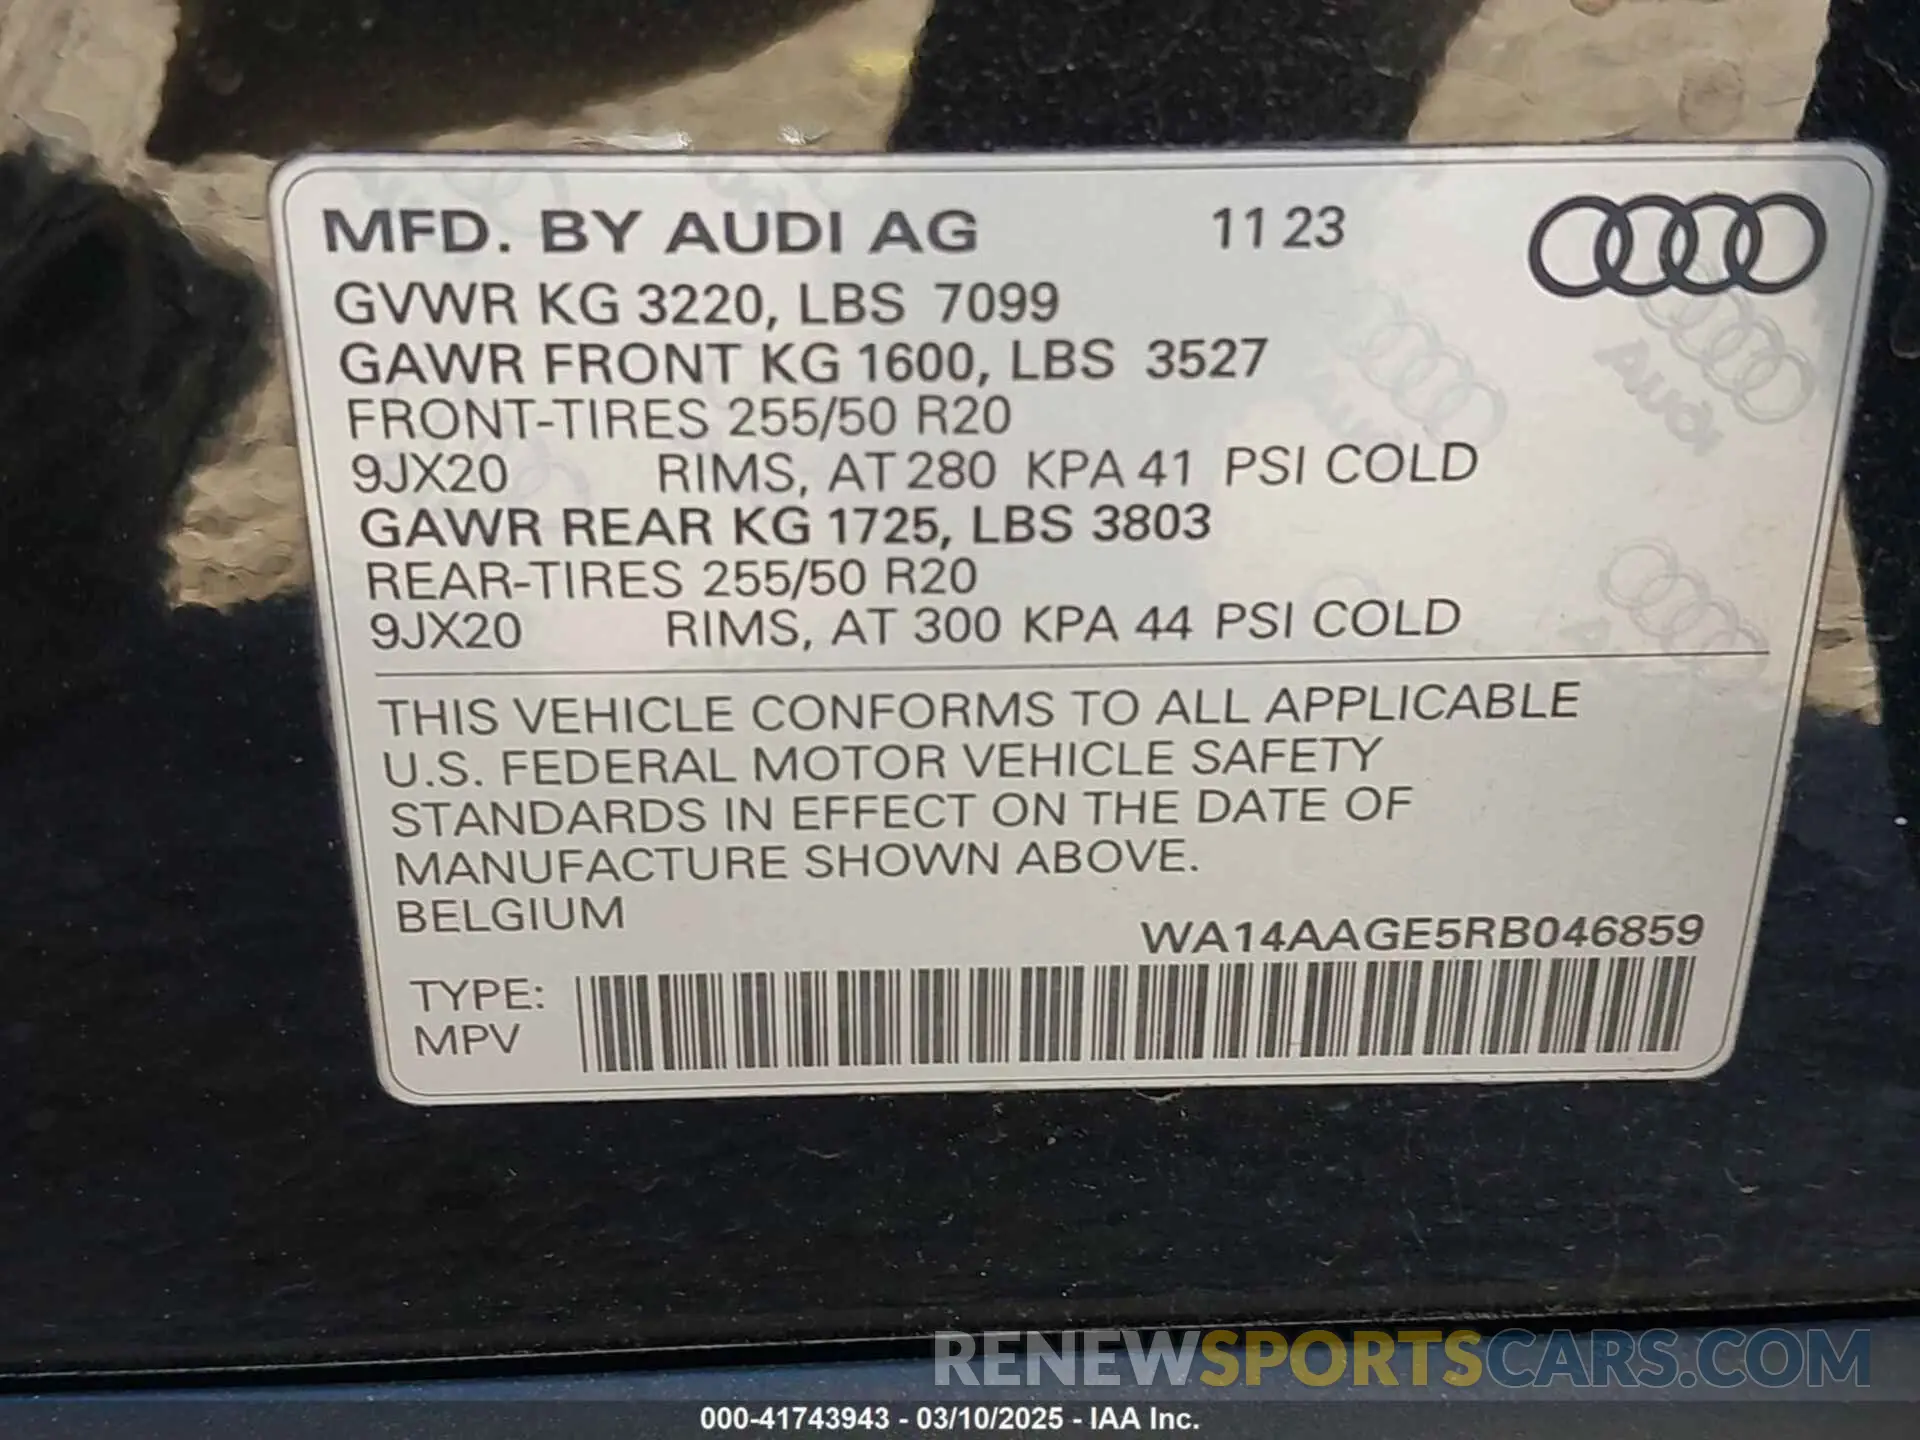 MFD. BY AUDI AG 11 23
GVWR KG 3220, LBS 7099
GAWR FRONT KG 1600, LBS 3527
FRONT-TIRES 255/50 R20
9JX20 RIMS, AT 280 KPA 41 PSI COLD
GAWR REAR KG 1725, LBS 3803
REAR-TIRES 255/50 R20
9JX20 RIMS, AT 300 KPA 44 PSI COLD
THIS VEHICLE CONFORMS TO ALL APPLICABLE
U.S. FEDERAL MOTOR VEHICLE SAFETY
STANDARDS IN EFFECT ON THE DATE OF
MANUFACTURE SHOWN ABOVE.
BELGIUM
WA14AAGE5RB046859
TYPE:
MPV
Audi
RENEWSPORTSCARS.COM
000-41743943 - 03/10/2025 - IAA Inc.